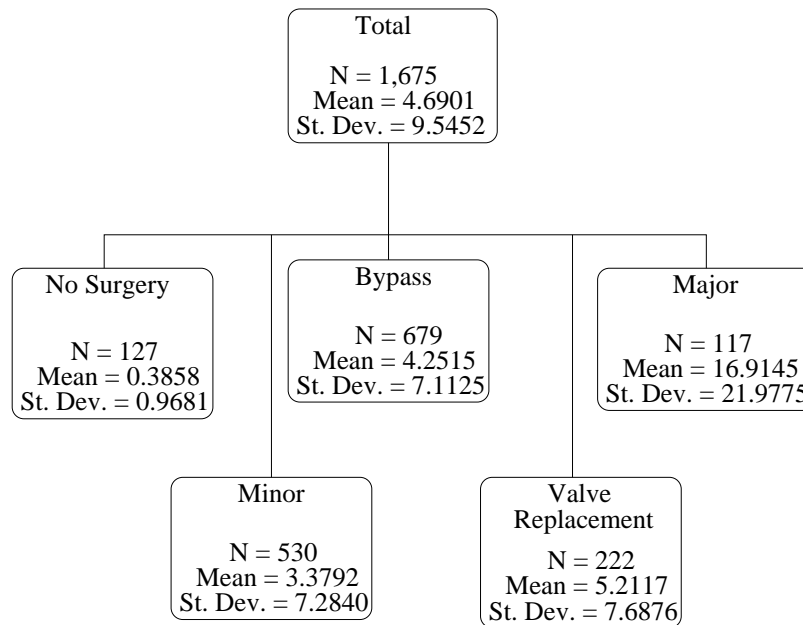 Total
N = 1,675
Mean = 4.6901
St. Dev. = 9.5452
No Surgery
N = 127
Mean = 0.3858
St. Dev. = 0.9681
Bypass
N = 679
Mean = 4.2515
St. Dev. = 7.1125
Major
N = 117
Mean = 16.9145
St. Dev. = 21.9775
Minor
N = 530
Mean = 3.3792
St. Dev. = 7.2840
Valve
Replacement
N = 222
Mean = 5.2117
St. Dev. = 7.6876